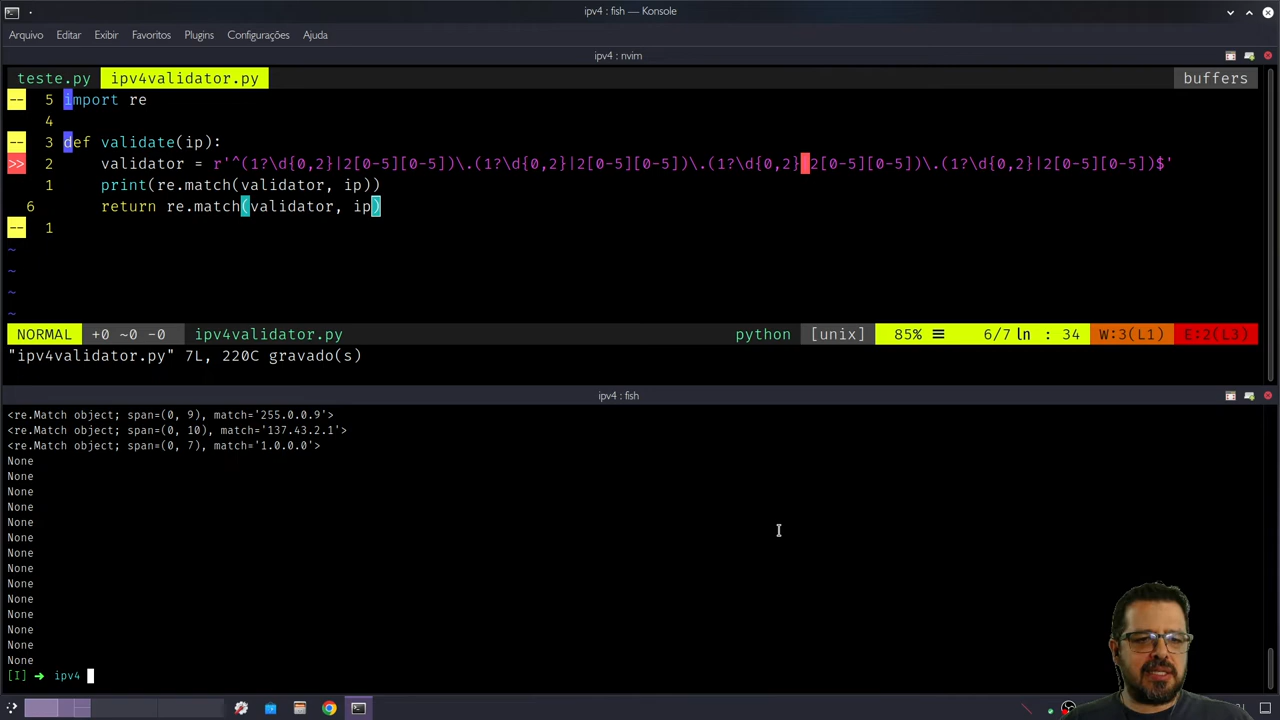 ipv4 : fish — Konsole
Arquivo Editar Exibir Favoritos Plugins Configurações Ajuda
ipv4 : nvim
teste.py ipv4validator.py buffers
-- 5 import re
4
-- 3 def validate(ip):
>> 2 validator = r'^(1?\d{0,2}|2[0-5][0-5])\.(1?\d{0,2}|2[0-5][0-5])\.(1?\d{0,2}|2[0-5][0-5])\.(1?\d{0,2}|2[0-5][0-5])$'
1 print(re.match(validator, ip))
6 return re.match(validator, ip)
-- 1
~
~
~
~
NORMAL +0 ~0 -0 ipv4validator.py python [unix] 85% ☰ 6/7 ln : 34 W:3(L1) E:2(L3)
"ipv4validator.py" 7L, 220C gravado(s)
ipv4 : fish
<re.Match object; span=(0, 9), match='255.0.0.9'>
<re.Match object; span=(0, 10), match='137.43.2.1'>
<re.Match object; span=(0, 7), match='1.0.0.0'>
None
None
None
None
None
None
None
None
None
None
None
None
None
None
[I] ➜ ipv4